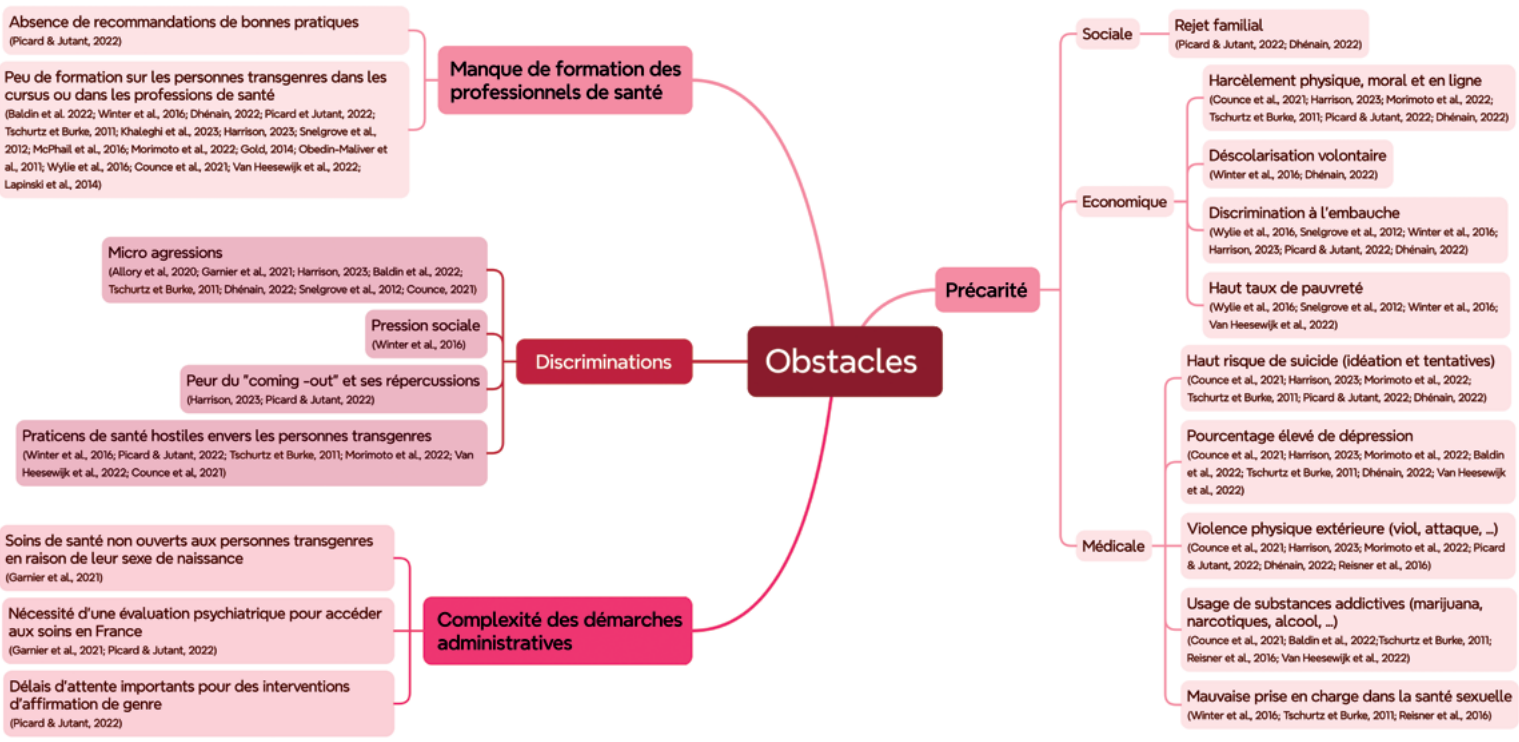 Absence de recommandations de bonnes pratiques
(Picard & Jutant, 2022)
Peu de formation sur les personnes transgenres dans les
cursus ou dans les professions de santé
(Baldin et al. 2022; Winter et al., 2016; Dhénain, 2022; Picard et Jutant, 2022;
Tschurtz et Burke, 2011; Khaleghi et al., 2023; Harrison, 2023; Snelgrove et al.,
2012; McPhail et al., 2016; Morimoto et al., 2022; Gold, 2014; Obedin-Maliver et
al., 2011; Wylie et al., 2016; Counce et al., 2021; Van Heesewijk et al., 2022;
Lapinski et al., 2014)
Manque de formation des
professionnels de santé
Micro agressions
(Allory et al, 2020; Garnier et al., 2021; Harrison, 2023; Baldin et al., 2022;
Tschurtz et Burke, 2011; Dhénain, 2022; Snelgrove et al., 2012; Counce, 2021)
Pression sociale
(Winter et al., 2016)
Peur du "coming -out" et ses répercussions
(Harrison, 2023; Picard & Jutant, 2022)
Praticens de santé hostiles envers les personnes transgenres
(Winter et al., 2016; Picard & Jutant, 2022; Tschurtz et Burke, 2011; Morimoto et al., 2022; Van
Heesewijk et al., 2022; Counce et al, 2021)
Discriminations
Soins de santé non ouverts aux personnes transgenres
en raison de leur sexe de naissance
(Garnier et al., 2021)
Nécessité d'une évaluation psychiatrique pour accéder
aux soins en France
(Garnier et al., 2021; Picard & Jutant, 2022)
Délais d'attente importants pour des interventions
d'affirmation de genre
(Picard & Jutant, 2022)
Complexité des démarches
administratives
Obstacles
Précarité
Sociale
Rejet familial
(Picard & Jutant, 2022; Dhénain, 2022)
Economique
Harcèlement physique, moral et en ligne
(Counce et al., 2021; Harrison, 2023; Morimoto et al., 2022;
Tschurtz et Burke, 2011; Picard & Jutant, 2022; Dhénain, 2022)
Déscolarisation volontaire
(Winter et al., 2016; Dhénain, 2022)
Discrimination à l'embauche
(Wylie et al., 2016, Snelgrove et al., 2012; Winter et al., 2016;
Harrison, 2023; Picard & Jutant, 2022; Dhénain, 2022)
Haut taux de pauvreté
(Wylie et al., 2016; Snelgrove et al., 2012; Winter et al., 2016;
Van Heesewijk et al., 2022)
Médicale
Haut risque de suicide (idéation et tentatives)
(Counce et al., 2021; Harrison, 2023; Morimoto et al., 2022;
Tschurtz et Burke, 2011; Picard & Jutant, 2022; Dhénain, 2022)
Pourcentage élevé de dépression
(Counce et al., 2021; Harrison, 2023; Morimoto et al., 2022; Baldin
et al., 2022; Tschurtz et Burke, 2011; Dhénain, 2022; Van Heesewijk
et al., 2022)
Violence physique extérieure (viol, attaque, ...)
(Counce et al., 2021; Harrison, 2023; Morimoto et al., 2022; Picard
& Jutant, 2022; Dhénain, 2022; Reisner et al., 2016)
Usage de substances addictives (marijuana,
narcotiques, alcool, ...)
(Counce et al., 2021; Baldin et al., 2022;Tschurtz et Burke, 2011;
Reisner et al., 2016; Van Heesewijk et al., 2022)
Mauvaise prise en charge dans la santé sexuelle
(Winter et al., 2016; Tschurtz et Burke, 2011; Reisner et al., 2016)